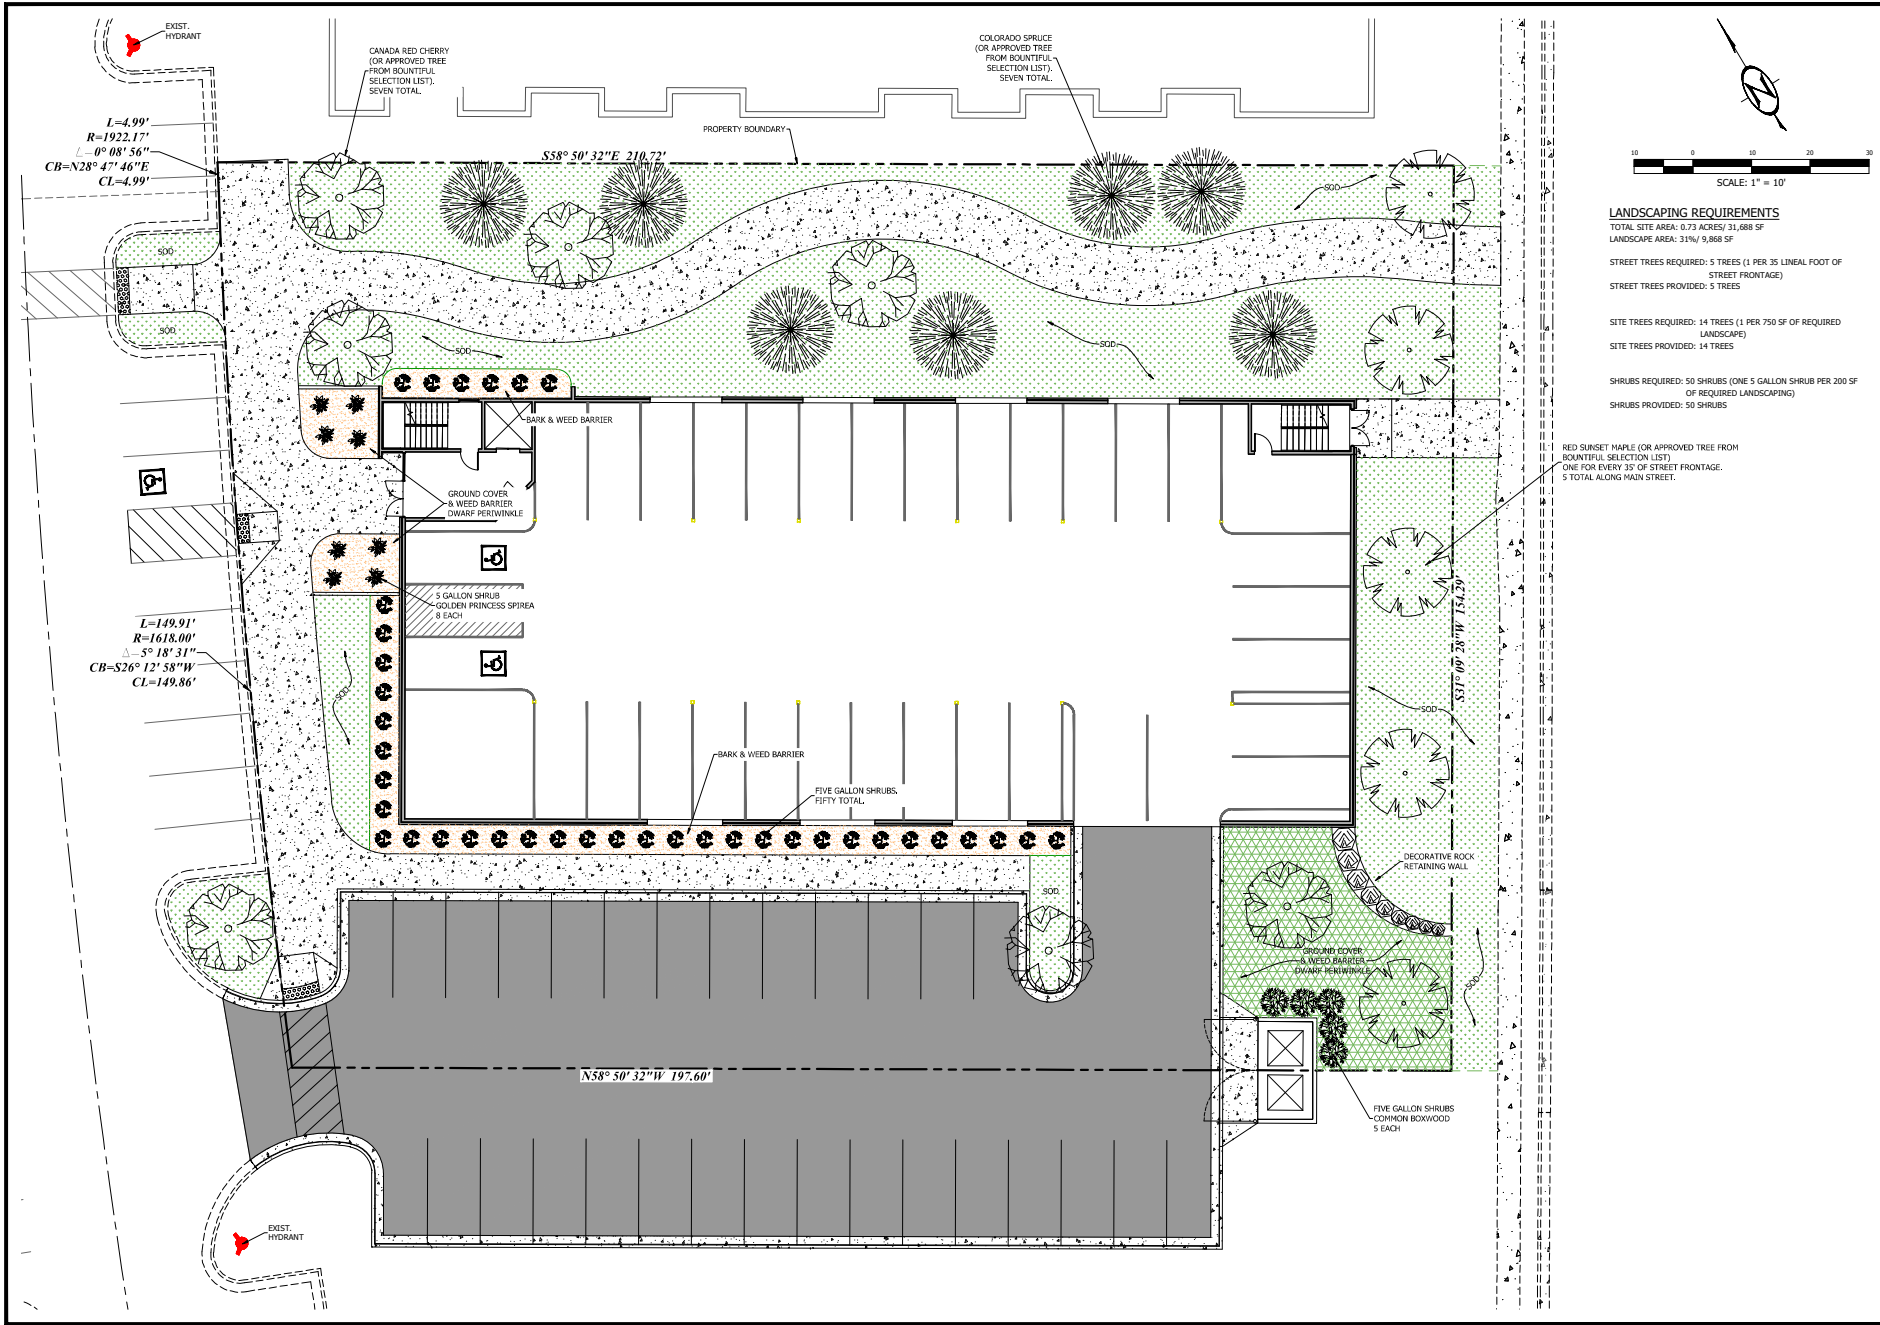 EXIST.
HYDRANT
CANADA RED CHERRY
(OR APPROVED TREE
FROM BOUNTIFUL
SELECTION LIST).
SEVEN TOTAL.
COLORADO SPRUCE
(OR APPROVED TREE
FROM BOUNTIFUL
SELECTION LIST).
SEVEN TOTAL.
L=4.99'
R=1922.17'
△=0° 08' 56"
CB=N28° 47' 46"E
CL=4.99'
PROPERTY BOUNDARY
S58° 50' 32"E 210.72'
SOD
SOD
SOD
SOD
SOD
BARK & WEED BARRIER
GROUND COVER
& WEED BARRIER
DWARF PERIWINKLE
5 GALLON SHRUB
GOLDEN PRINCESS SPIREA
8 EACH
L=149.91'
R=1618.00'
△=5° 18' 31"
CB=S26° 12' 58"W
CL=149.86'
SOD
BARK & WEED BARRIER
FIVE GALLON SHRUBS.
FIFTY TOTAL.
S31° 09' 28"W 154.29'
SOD
DECORATIVE ROCK
RETAINING WALL
SOD
GROUND COVER
& WEED BARRIER
DWARF PERIWINKLE
SOD
N58° 50' 32"W 197.60'
FIVE GALLON SHRUBS
COMMON BOXWOOD
5 EACH
EXIST.
HYDRANT
N
10 0 10 20 30
SCALE: 1" = 10'
LANDSCAPING REQUIREMENTS
TOTAL SITE AREA: 0.73 ACRES/ 31,688 SF
LANDSCAPE AREA: 31%/ 9,868 SF
STREET TREES REQUIRED: 5 TREES (1 PER 35 LINEAL FOOT OF
STREET FRONTAGE)
STREET TREES PROVIDED: 5 TREES
SITE TREES REQUIRED: 14 TREES (1 PER 750 SF OF REQUIRED
LANDSCAPE)
SITE TREES PROVIDED: 14 TREES
SHRUBS REQUIRED: 50 SHRUBS (ONE 5 GALLON SHRUB PER 200 SF
OF REQUIRED LANDSCAPING)
SHRUBS PROVIDED: 50 SHRUBS
RED SUNSET MAPLE (OR APPROVED TREE FROM
BOUNTIFUL SELECTION LIST)
ONE FOR EVERY 35' OF STREET FRONTAGE.
5 TOTAL ALONG MAIN STREET.